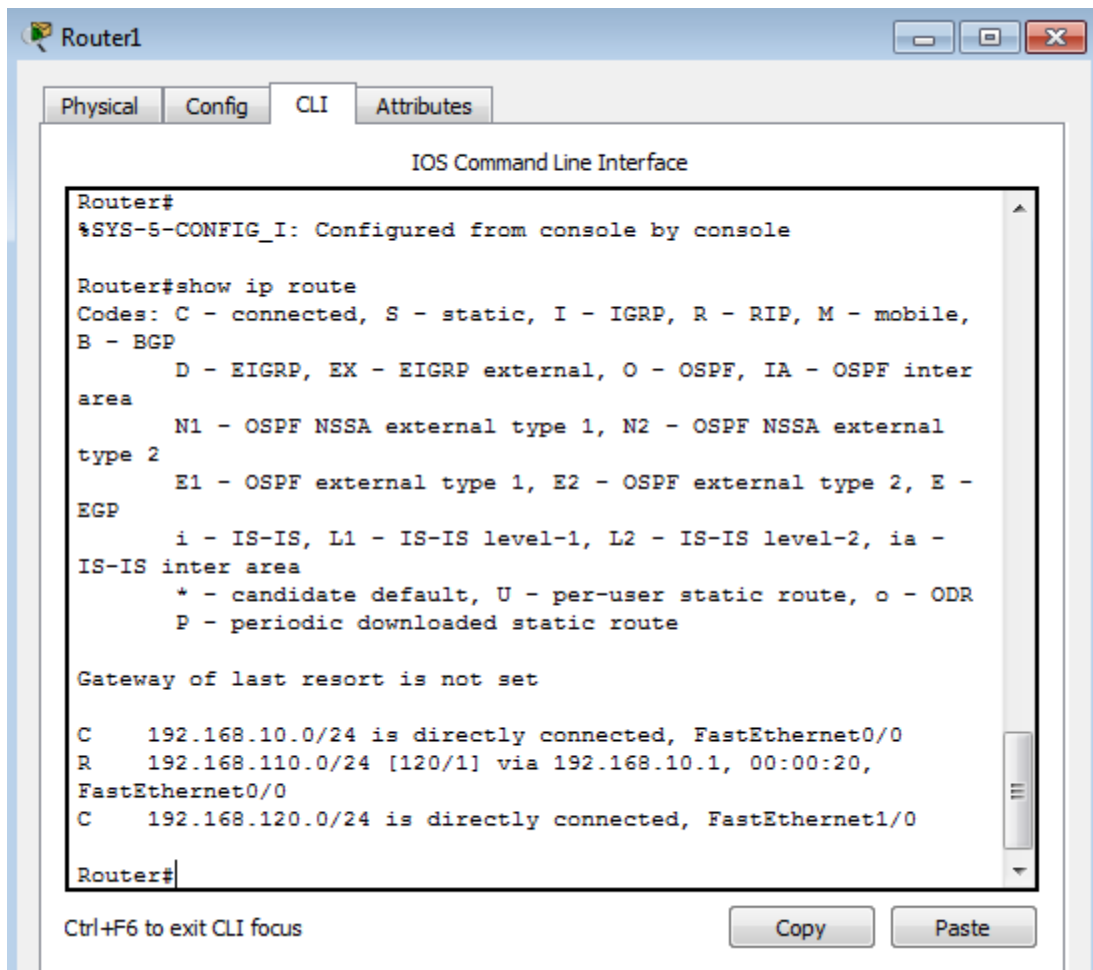 Router1
Physical Config CLI Attributes
IOS Command Line Interface
Router#
%SYS-5-CONFIG_I: Configured from console by console
Router#show ip route
Codes: C - connected, S - static, I - IGRP, R - RIP, M - mobile,
B - BGP
D - EIGRP, EX - EIGRP external, O - OSPF, IA - OSPF inter
area
N1 - OSPF NSSA external type 1, N2 - OSPF NSSA external
type 2
E1 - OSPF external type 1, E2 - OSPF external type 2, E -
EGP
i - IS-IS, L1 - IS-IS level-1, L2 - IS-IS level-2, ia -
IS-IS inter area
* - candidate default, U - per-user static route, o - ODR
P - periodic downloaded static route
Gateway of last resort is not set
C 192.168.10.0/24 is directly connected, FastEthernet0/0
R 192.168.110.0/24 [120/1] via 192.168.10.1, 00:00:20,
FastEthernet0/0
C 192.168.120.0/24 is directly connected, FastEthernet1/0
Router#
Ctrl+F6 to exit CLI focus Copy Paste